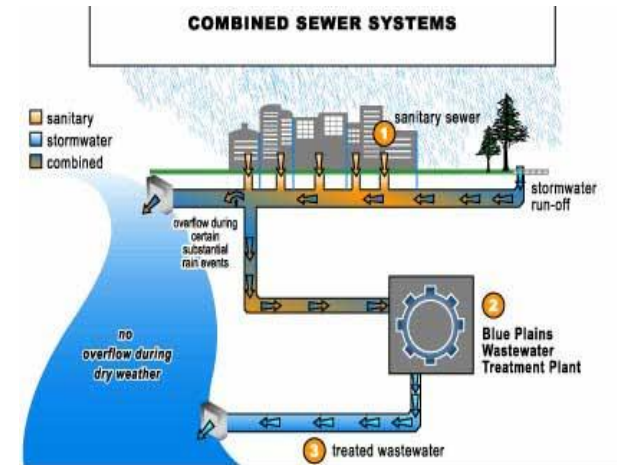 COMBINED SEWER SYSTEMS
sanitary
stormwater
combined
1
sanitary sewer
stormwater
run-off
overflow during
certain
substantial
rain events
no
overflow during
dry weather
2
Blue Plains
Wastewater
Treatment Plant
3 treated wastewater